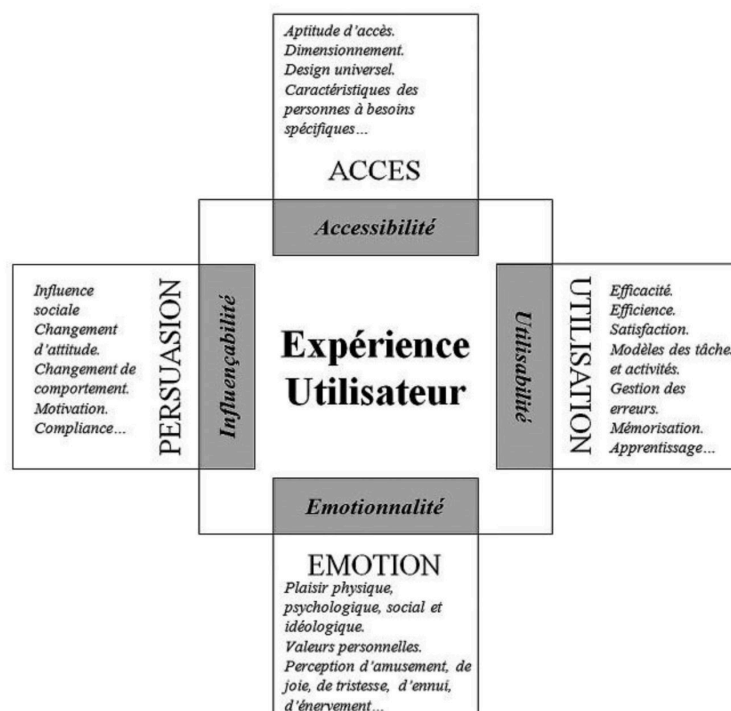 Aptitude d'accès.
Dimensionnement.
Design universel.
Caractéristiques des
personnes à besoins
spécifiques…
ACCES
Accessibilité
Influence
sociale
Changement
d'attitude.
Changement de
comportement.
Motivation.
Compliance…
PERSUASION
Influençabilité
Expérience
Utilisateur
Utilisabilité
UTILISATION
Efficacité.
Efficience.
Satisfaction.
Modèles des tâches
et activités.
Gestion des
erreurs.
Mémorisation.
Apprentissage…
Emotionnalité
EMOTION
Plaisir physique,
psychologique, social et
idéologique.
Valeurs personnelles.
Perception d'amusement, de
joie, de tristesse, d'ennui,
d'énervement…